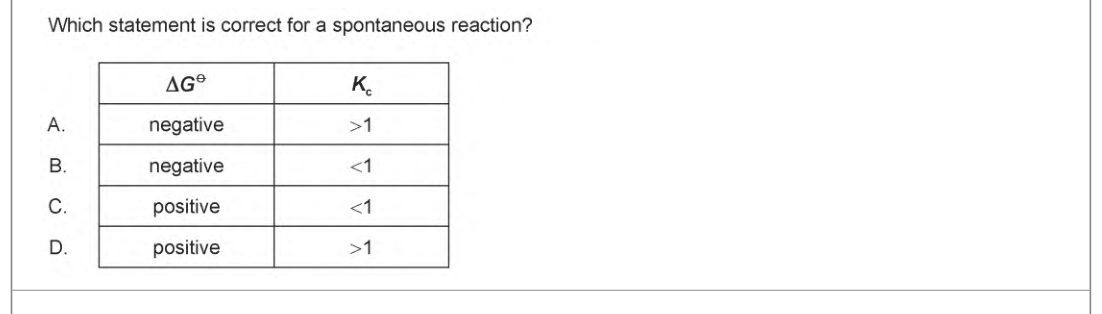 Which statement is correct for a spontaneous reaction?
ΔG⦵ Kc
A. negative >1
B. negative <1
C. positive <1
D. positive >1